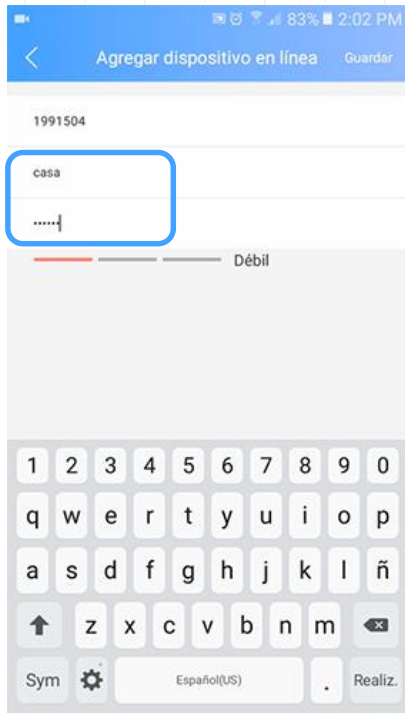 83% 2:02 PM
Agregar dispositivo en línea Guardar
1991504
casa
······
Débil
1 2 3 4 5 6 7 8 9 0
q w e r t y u i o p
a s d f g h j k l ñ
z x c v b n m
Sym Español(US) . Realiz.